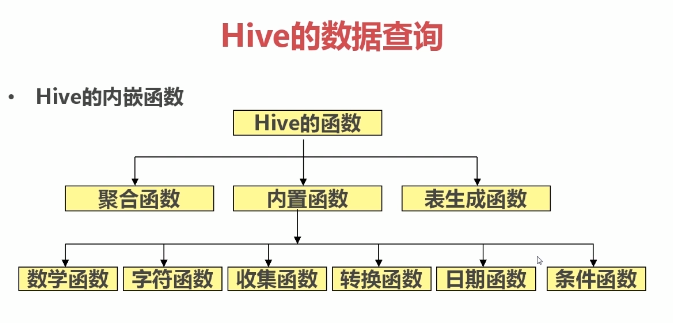 Hive的数据查询
• Hive的内嵌函数
Hive的函数
聚合函数 内置函数 表生成函数
数学函数 字符函数 收集函数 转换函数 日期函数 条件函数